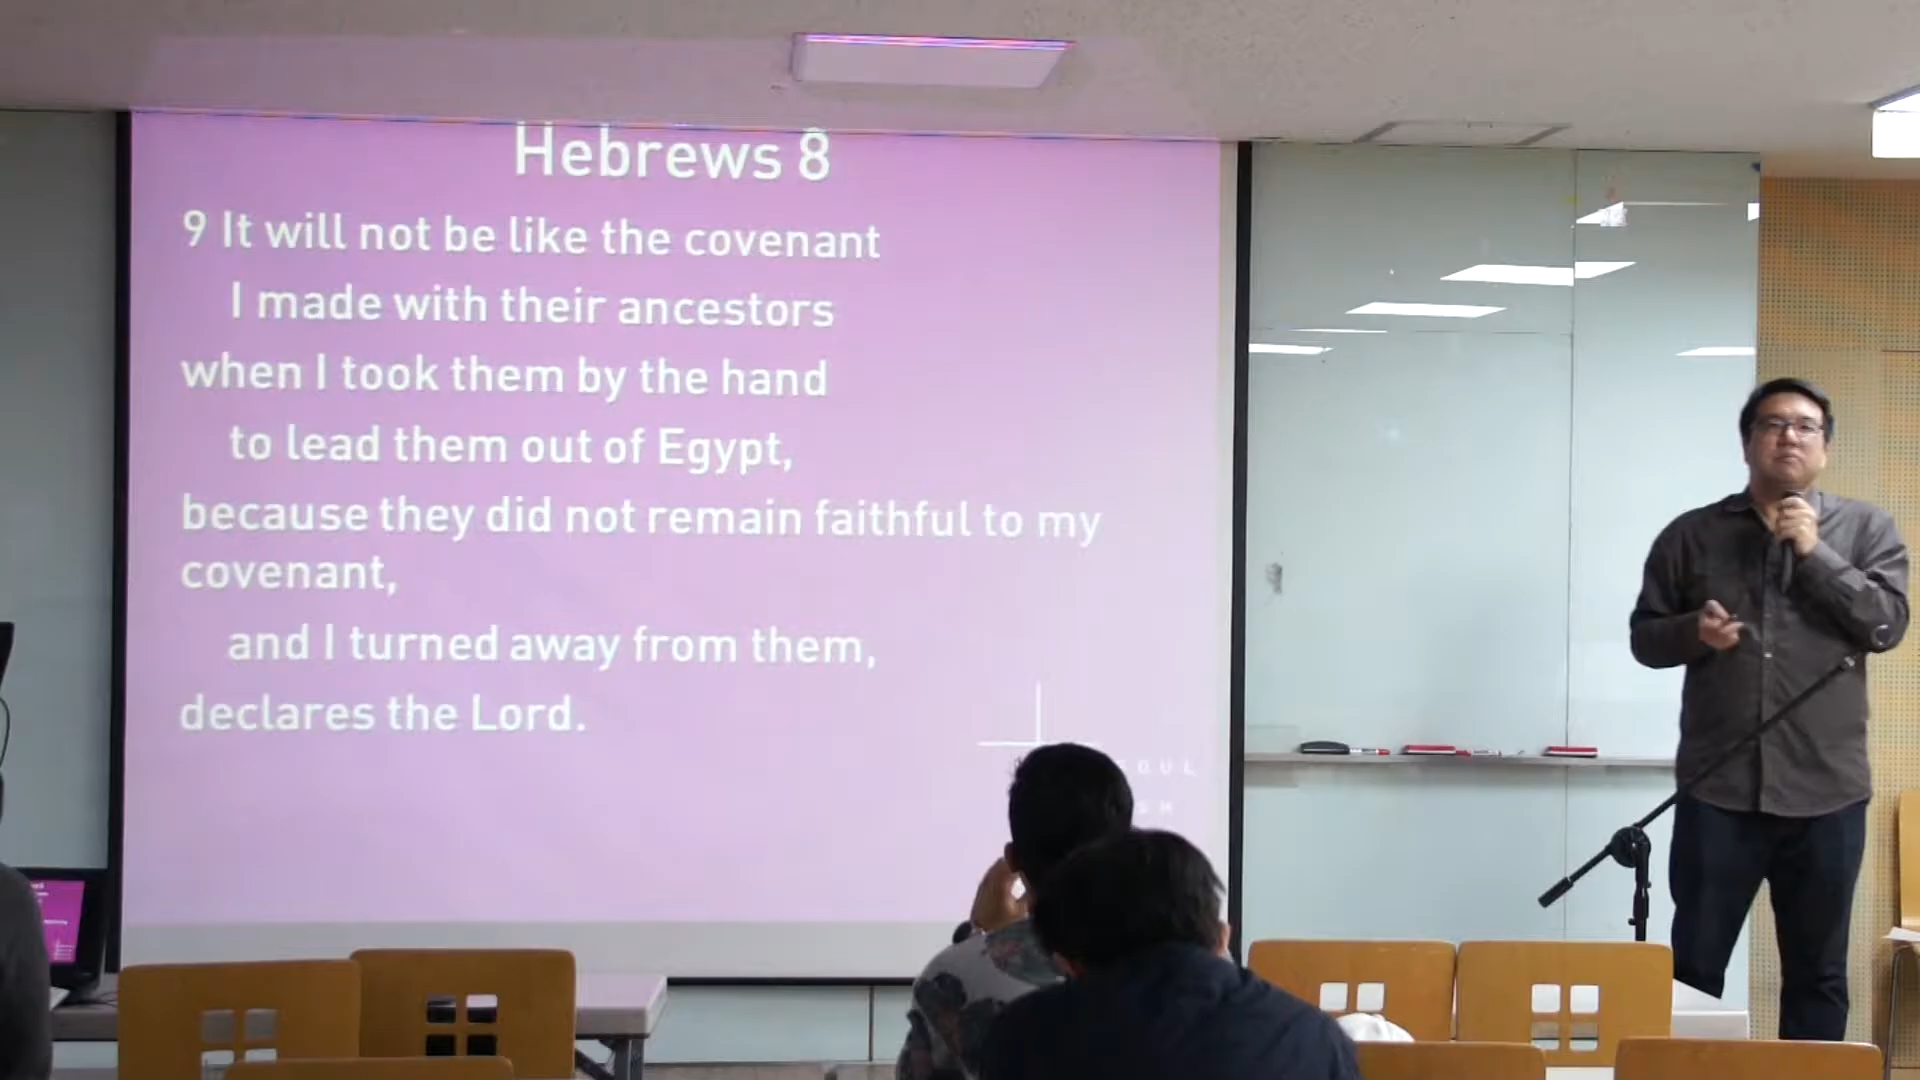 Hebrews 8
9 It will not be like the covenant
I made with their ancestors
when I took them by the hand
to lead them out of Egypt,
because they did not remain faithful to my
covenant,
and I turned away from them,
declares the Lord.